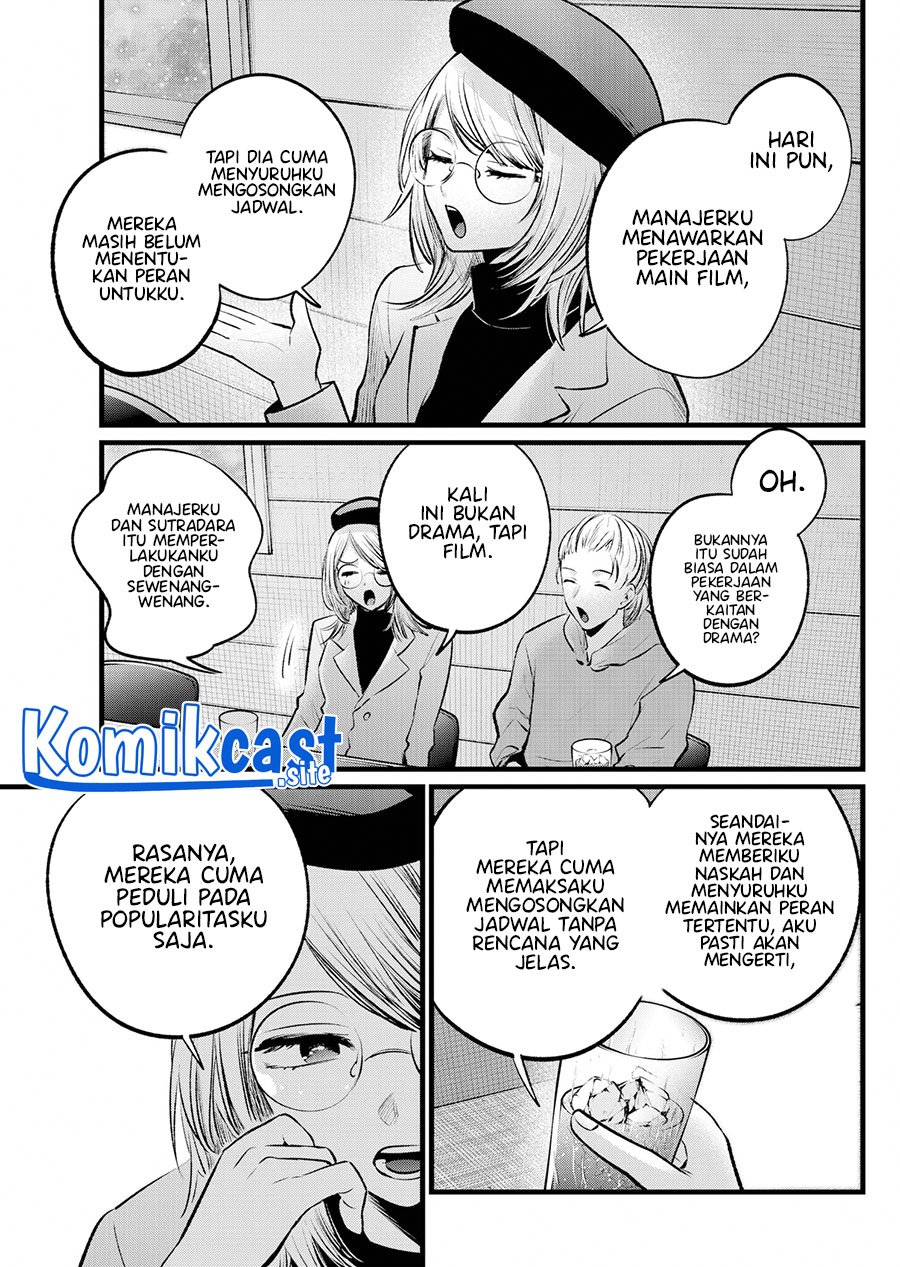 HARI
INI PUN,
MANAJERKU
MENAWARKAN
PEKERJAAN
MAIN FILM,
TAPI DIA CUMA
MENYURUHKU
MENGOSONGKAN
JADWAL.
MEREKA
MASIH BELUM
MENENTU-
KAN PERAN
UNTUKKU.
OH.
BUKANNYA
ITU SUDAH
BIASA DALAM
PEKERJAAN
YANG BER-
KAITAN
DENGAN
DRAMA?
KALI
INI BUKAN
DRAMA, TAPI
FILM.
MANAJERKU
DAN SUTRADARA
ITU MEMPER-
LAKUKANKU
DENGAN
SEWENANG-
WENANG.
Komikcast
.site
SEANDAI-
NYA MEREKA
MEMBERIKU
NASKAH DAN
MENYURUHKU
MEMAINKAN PERAN
TERTENTU, AKU
PASTI AKAN
MENGERTI,
TAPI
MEREKA CUMA
MEMAKSAKU
MENGOSONGKAN
JADWAL TANPA
RENCANA YANG
JELAS.
RASANYA,
MEREKA CUMA
PEDULI PADA
POPULARITASKU
SAJA.